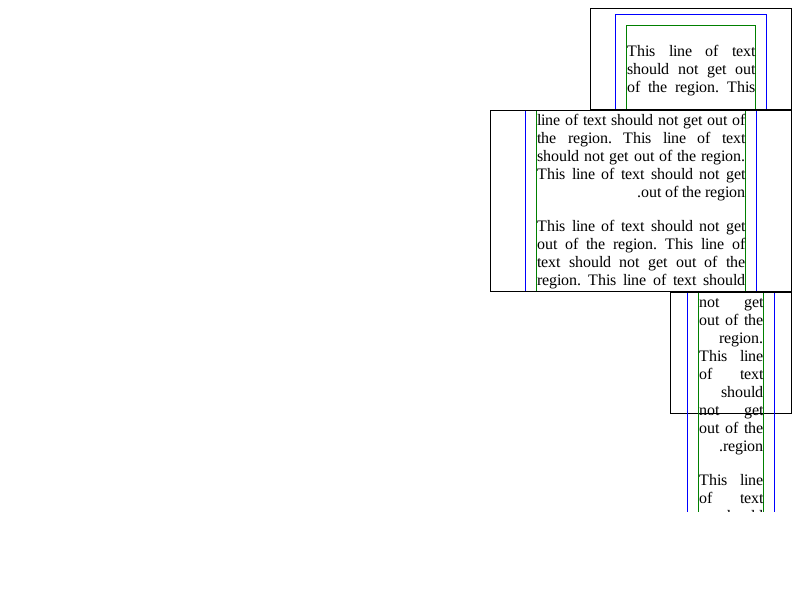 This line of text
should not get out
of the region. This
line of text should not get out of
the region. This line of text
should not get out of the region.
This line of text should not get
.out of the region
This line of text should not get
out of the region. This line of
text should not get out of the
region. This line of text should
not get
out of the
region.
This line
of text
should
not get
out of the
.region
This line
of text